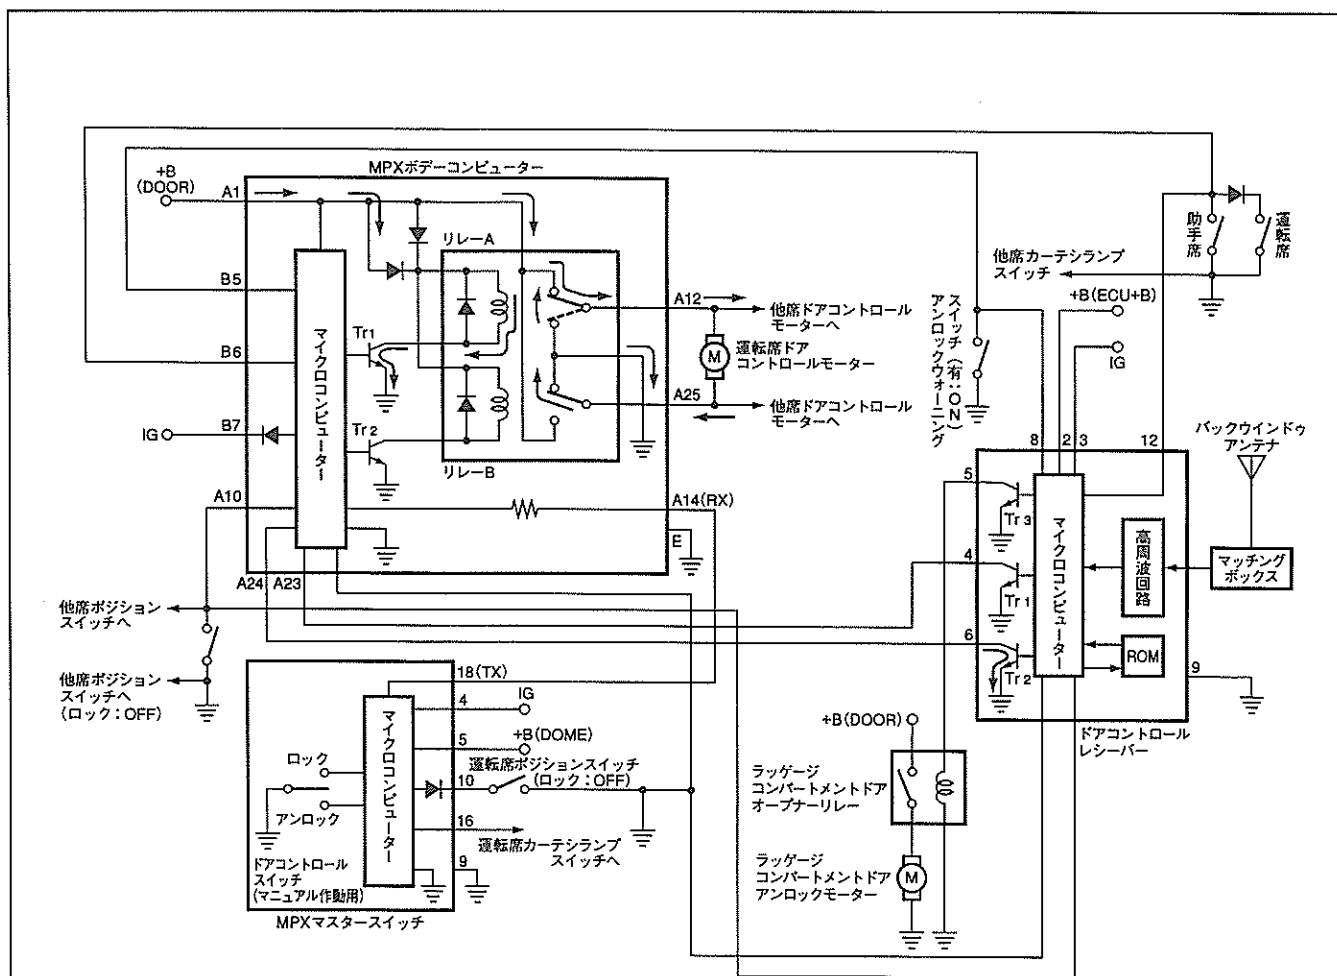 MPXボデーコンピューター
+B
(DOOR)
A1
B5
B6
B7
IG
A10
A24
A23
マイクロコンピューター
Tr1
Tr2
リレーA
リレーB
A12
A25
A14(RX)
E
他席ドアコントロール
モーターへ
M
運転席ドア
コントロールモーター
他席ドアコントロール
モーターへ
アンロックウォーニング
スイッチ(有:ON)
他席カーテシランプ
スイッチ
助手席
運転席
+B(ECU+B)
IG
8
2
3
12
バックウインドゥ
アンテナ
マッチング
ボックス
5
4
6
9
Tr3
Tr1
Tr2
マイクロコンピューター
高周波回路
ROM
ドアコントロール
レシーバー
他席ポジション
スイッチへ
他席ポジション
スイッチへ
(ロック:OFF)
18(TX)
4
IG
5
+B(DOME)
10
運転席ポジションスイッチ
(ロック:OFF)
16
運転席カーテシランプ
スイッチへ
9
マイクロコンピューター
ロック
アンロック
ドアコントロール
スイッチ
(マニュアル作動用)
MPXマスタースイッチ
+B(DOOR)
ラッゲージ
コンパートメントドア
オープナーリレー
ラッゲージ
コンパートメントドア
アンロックモーター
M